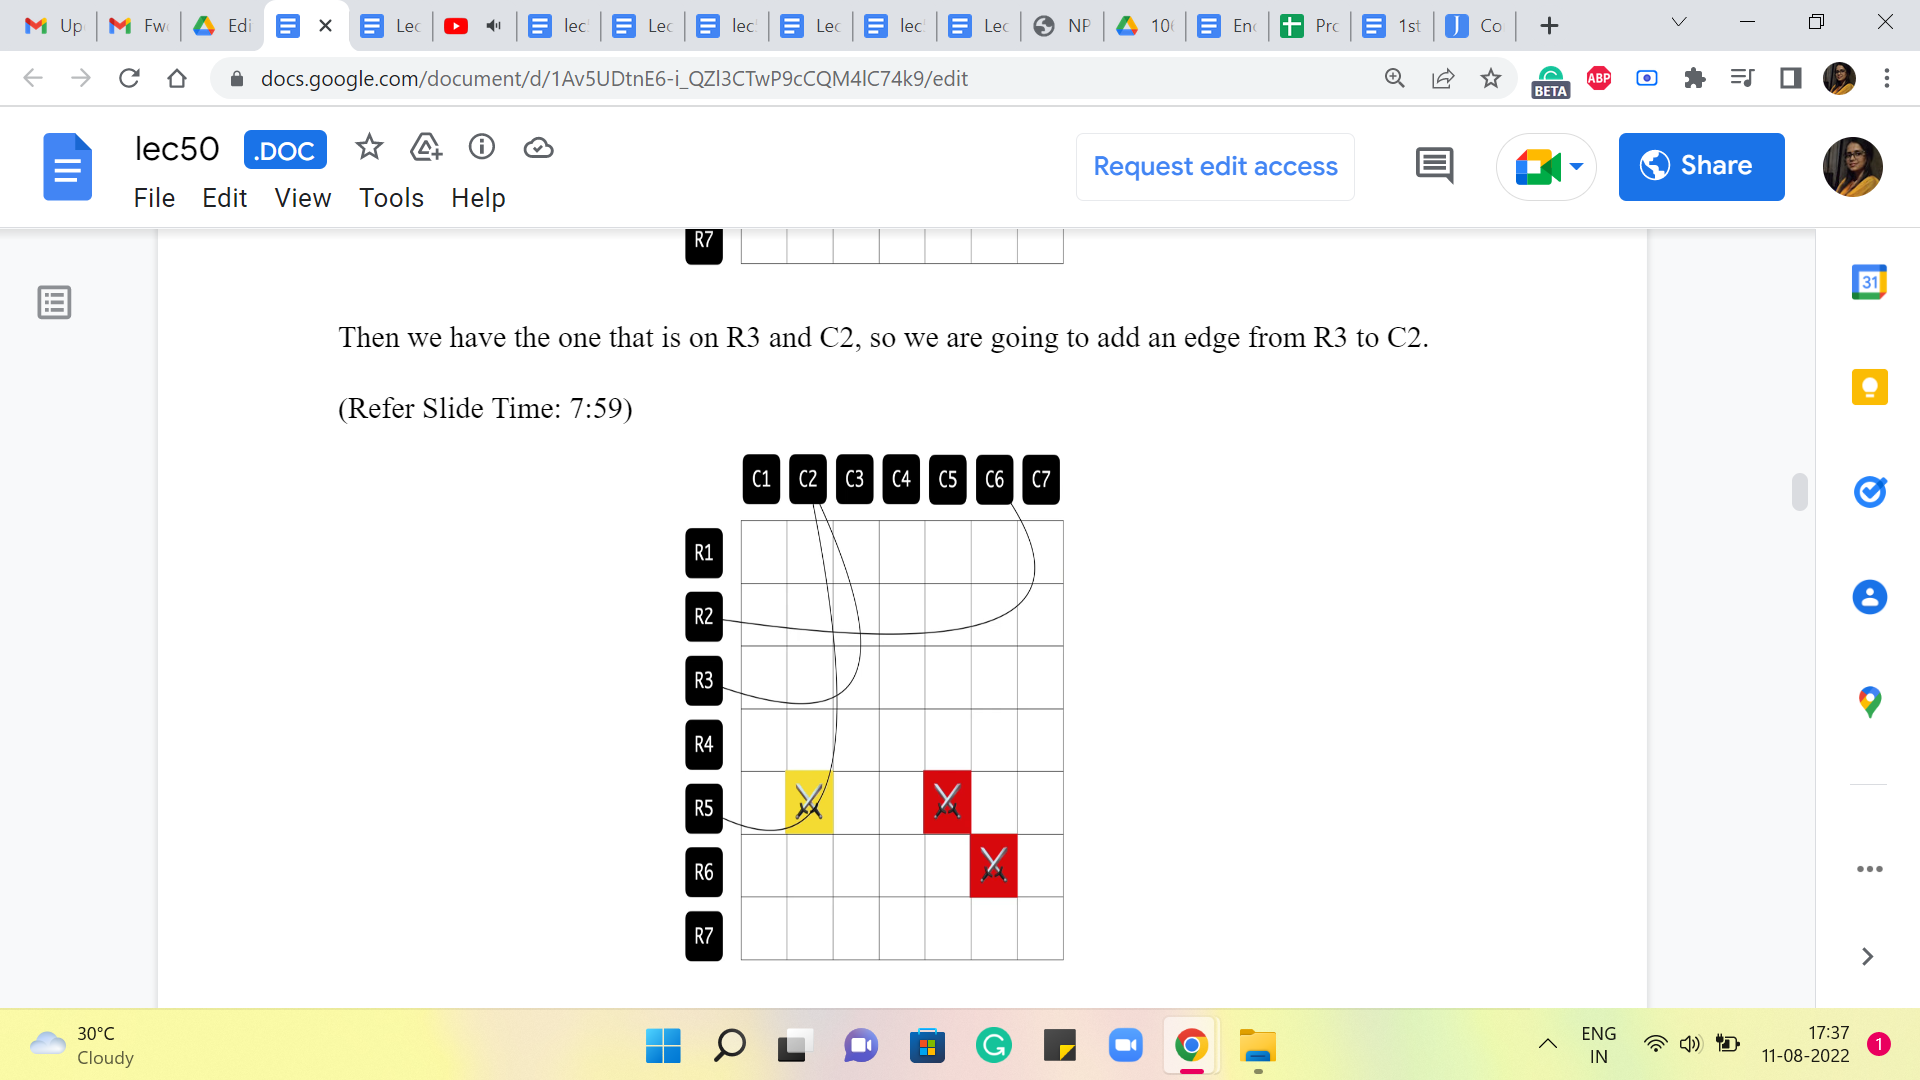 Up
Fw
Edi
Lec
lec
Lec
lec
Lec
lec
Lec
NP
10
En
Pro
1st
Co
docs.google.com/document/d/1Av5UDtnE6-i_QZl3CTwP9cCQM4lC74k9/edit
ABP
BETA
lec50 .DOC
Request edit access
Share
File Edit View Tools Help
R7
31
Then we have the one that is on R3 and C2, so we are going to add an edge from R3 to C2.
(Refer Slide Time: 7:59)
C1 C2 C3 C4 C5 C6 C7
R1
R2
R3
R4
R5
R6
R7
30°C
Cloudy
ENG
IN
17:37
11-08-2022
1